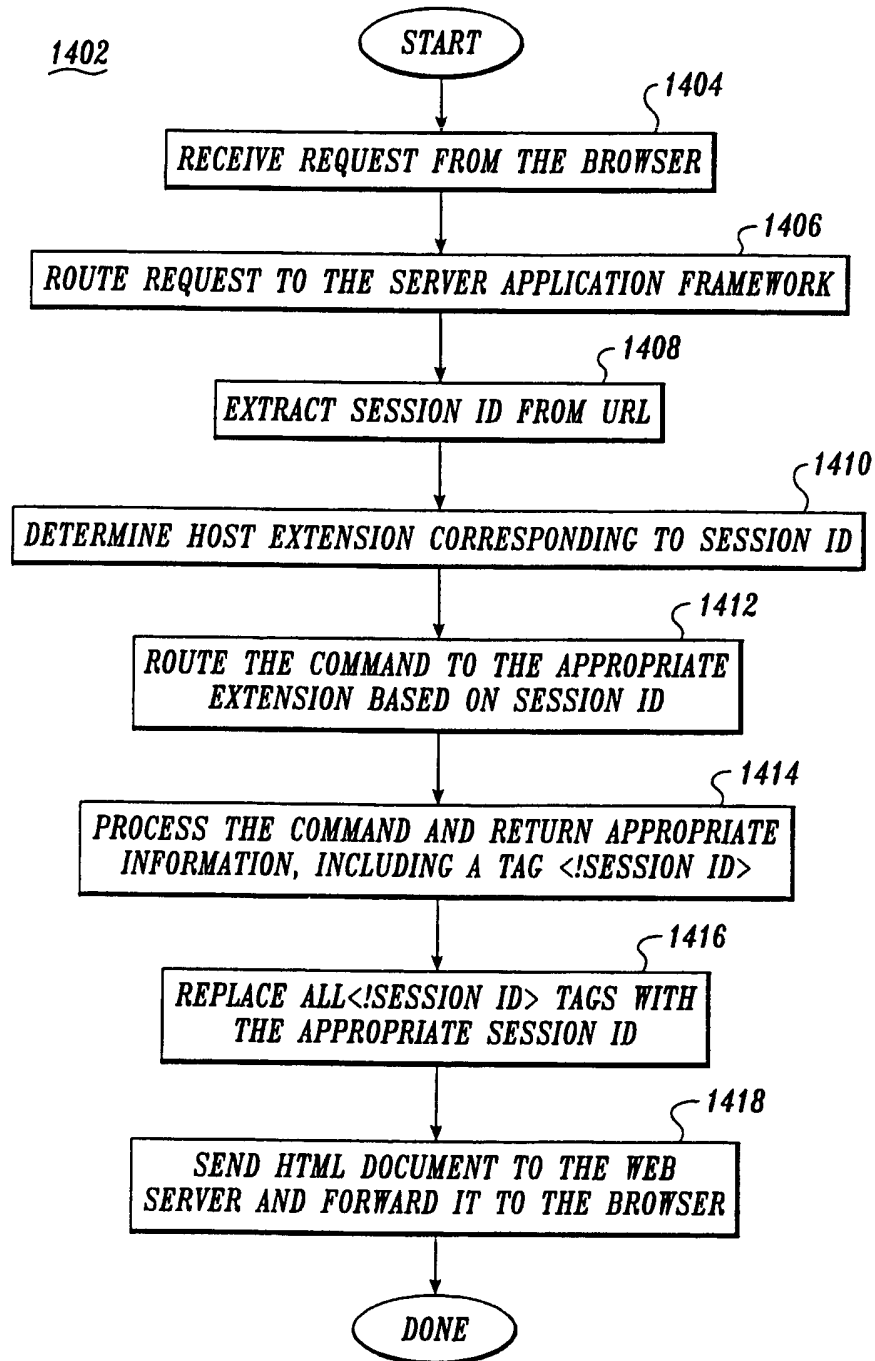 1402
START
1404
RECEIVE REQUEST FROM THE BROWSER
1406
ROUTE REQUEST TO THE SERVER APPLICATION FRAMEWORK
1408
EXTRACT SESSION ID FROM URL
1410
DETERMINE HOST EXTENSION CORRESPONDING TO SESSION ID
1412
ROUTE THE COMMAND TO THE APPROPRIATE
EXTENSION BASED ON SESSION ID
1414
PROCESS THE COMMAND AND RETURN APPROPRIATE
INFORMATION, INCLUDING A TAG <!SESSION ID>
1416
REPLACE ALL<!SESSION ID> TAGS WITH
THE APPROPRIATE SESSION ID
1418
SEND HTML DOCUMENT TO THE WEB
SERVER AND FORWARD IT TO THE BROWSER
DONE